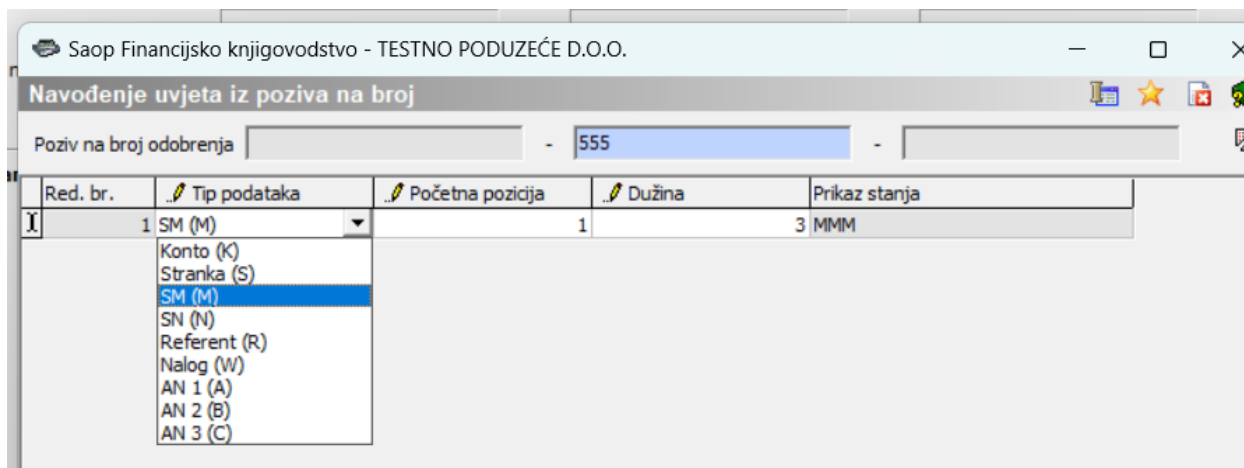 Saop Financijsko knjigovodstvo - TESTNO PODUZEĆE D.O.O.
Navođenje uvjeta iz poziva na broj
Poziv na broj odobrenja - 555 -
Red. br. Tip podataka Početna pozicija Dužina Prikaz stanja
1 SM (M) 1 3 MMM
Konto (K)
Stranka (S)
SM (M)
SN (N)
Referent (R)
Nalog (W)
AN 1 (A)
AN 2 (B)
AN 3 (C)